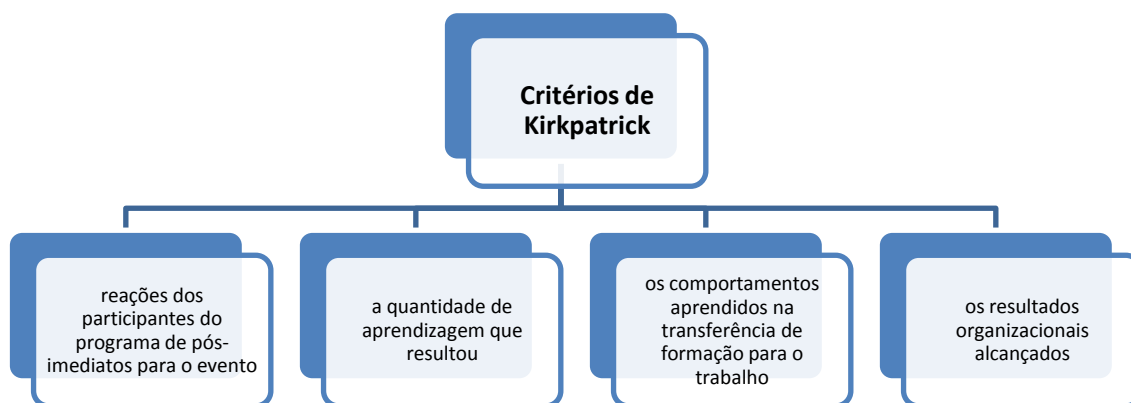 Critérios de
Kirkpatrick
reações dos
participantes do
programa de pós-
imediatos para o evento
a quantidade de
aprendizagem que
resultou
os comportamentos
aprendidos na
transferência de
formação para o
trabalho
os resultados
organizacionais
alcançados